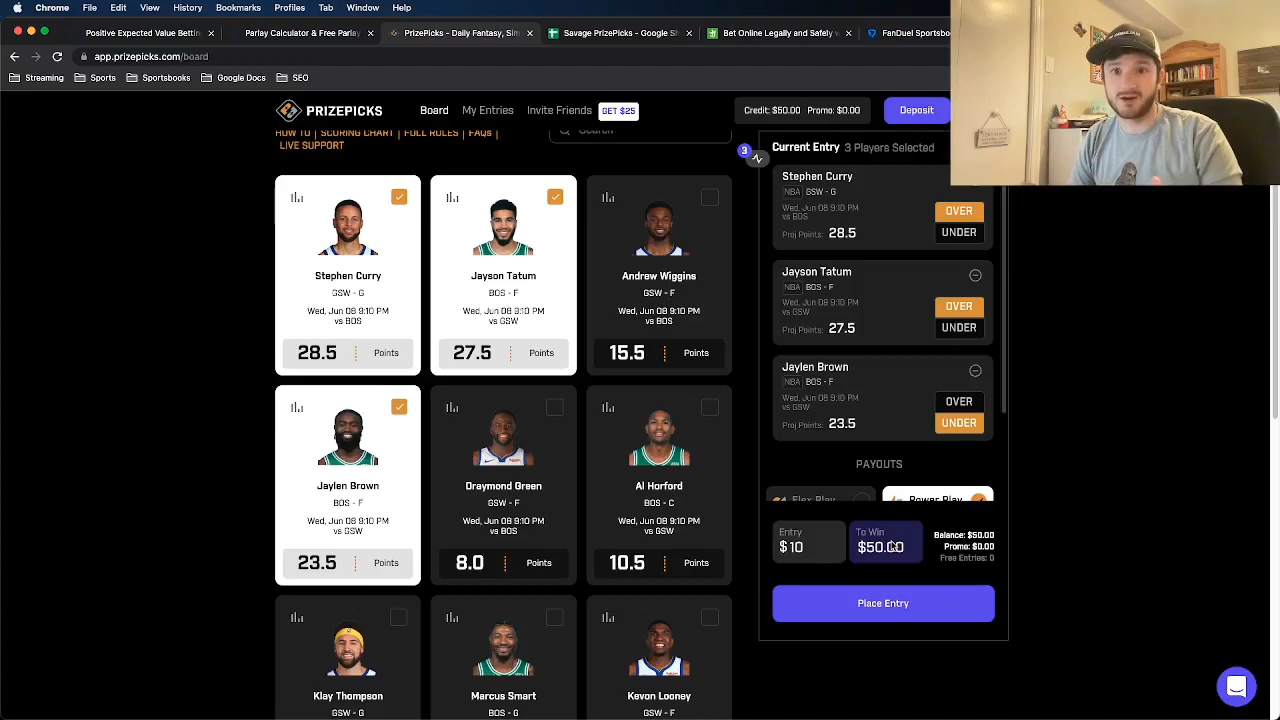 Chrome File Edit View History Bookmarks Profiles Tab Window Help
Positive Expected Value Bettin
Parlay Calculator & Free Parlay
PrizePicks - Daily Fantasy, Sim
Savage PrizePicks - Google Sh
Bet Online Legally and Safely w
FanDuel Sportsbo
app.prizepicks.com/board
Streaming Sports Sportsbooks Google Docs SEO
PRIZEPICKS
Board My Entries Invite Friends GET $25
Credit: $50.00 Promo: $0.00
Deposit
HOW TO | SCORING CHART | FULL RULES | FAQs |
LIVE SUPPORT
Search
Stephen Curry
GSW - G
Wed, Jun 08 9:10 PM
vs BOS
28.5 Points
Jayson Tatum
BOS - F
Wed, Jun 08 9:10 PM
vs GSW
27.5 Points
Andrew Wiggins
GSW - F
Wed, Jun 08 9:10 PM
vs BOS
15.5 Points
Jaylen Brown
BOS - F
Wed, Jun 08 9:10 PM
vs GSW
23.5 Points
Draymond Green
GSW - F
Wed, Jun 08 9:10 PM
vs BOS
8.0 Points
Al Horford
BOS - C
Wed, Jun 08 9:10 PM
vs GSW
10.5 Points
Klay Thompson
GSW - G
Marcus Smart
BOS - G
Kevon Looney
GSW - F
3
Current Entry 3 Players Selected
Stephen Curry
NBA GSW - G
Wed, Jun 08 9:10 PM
vs BOS
Proj Points: 28.5
OVER
UNDER
Jayson Tatum
NBA BOS - F
Wed, Jun 08 9:10 PM
vs GSW
Proj Points: 27.5
OVER
UNDER
Jaylen Brown
NBA BOS - F
Wed, Jun 08 9:10 PM
vs GSW
Proj Points: 23.5
OVER
UNDER
PAYOUTS
Flex Play
Power Play
Entry
$ 10
To Win
$50.00
Balance: $50.00
Promo: $0.00
Free Entries: 0
Place Entry